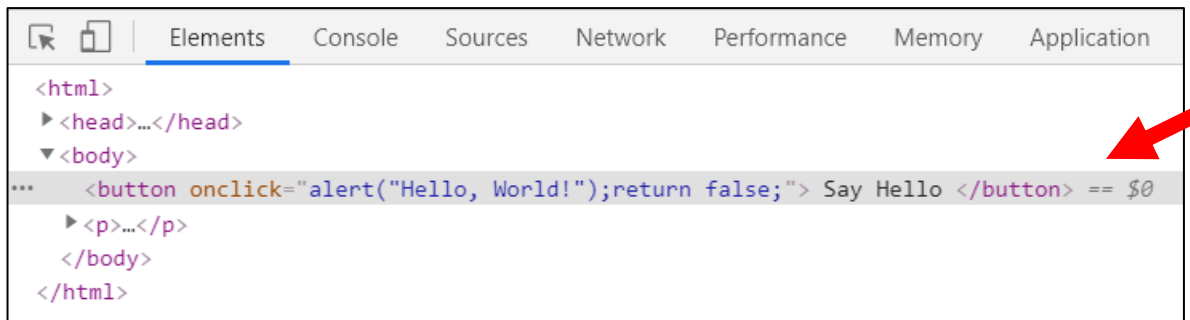 Elements Console Sources Network Performance Memory Application
<html>
<head>…</head>
<body>
<button onclick="alert("Hello, World!");return false;"> Say Hello </button> == $0
<p>…</p>
</body>
</html>